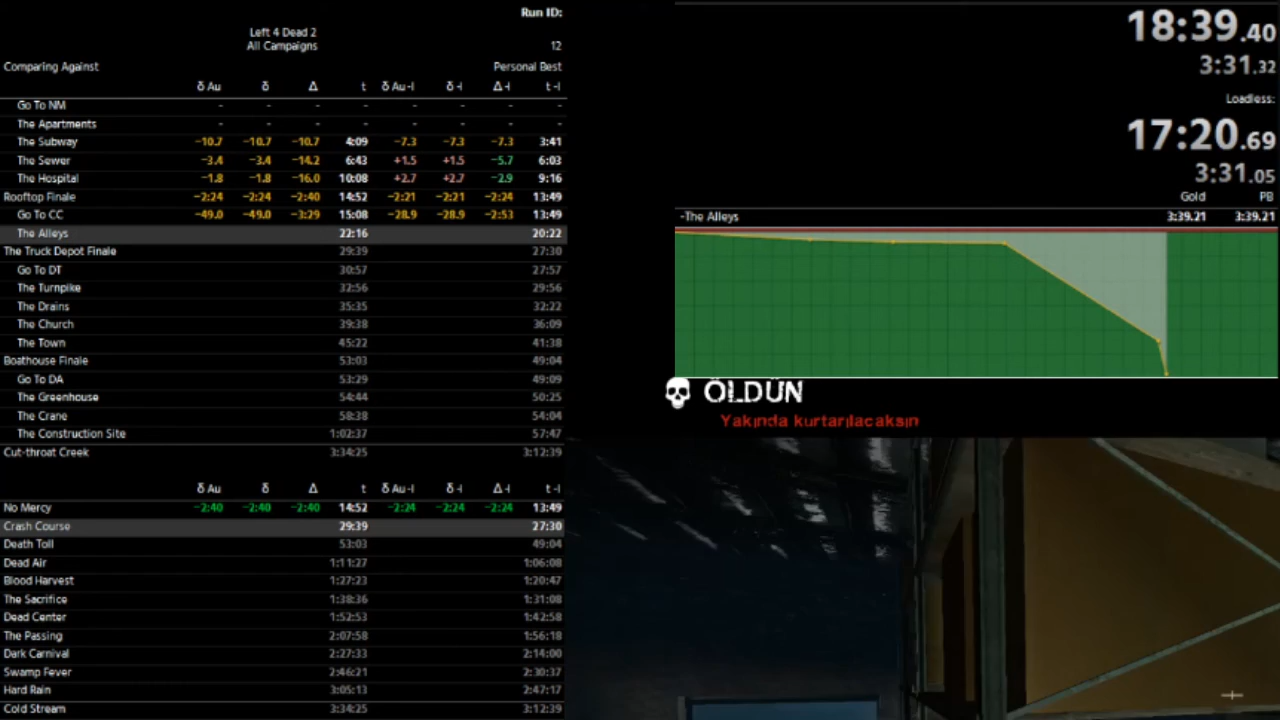 Run ID:
Left 4 Dead 2
All Campaigns
12
Comparing Against Personal Best
δ Au δ Δ t δ Au-I δ -I Δ -I t -I
Go To NM - - - - - - - -
The Apartments - - - - - - - -
The Subway −10.7 −10.7 −10.7 4:09 −7.3 −7.3 −7.3 3:41
The Sewer −3.4 −3.4 −14.2 6:43 +1.5 +1.5 −5.7 6:03
The Hospital −1.8 −1.8 −16.0 10:08 +2.7 +2.7 −2.9 9:16
Rooftop Finale −2:24 −2:24 −2:40 14:52 −2:21 −2:21 −2:24 13:49
Go To CC −49.0 −49.0 −3:29 15:08 −28.9 −28.9 −2:53 13:49
The Alleys 22:16 20:22
The Truck Depot Finale 29:39 27:30
Go To DT 30:57 27:57
The Turnpike 32:56 29:56
The Drains 35:35 32:22
The Church 39:38 36:09
The Town 45:22 41:38
Boathouse Finale 53:03 49:04
Go To DA 53:29 49:09
The Greenhouse 54:44 50:25
The Crane 58:38 54:04
The Construction Site 1:02:37 57:47
Cut-throat Creek 3:34:25 3:12:39
δ Au δ Δ t δ Au-I δ -I Δ -I t -I
No Mercy −2:40 −2:40 −2:40 14:52 −2:24 −2:24 −2:24 13:49
Crash Course 29:39 27:30
Death Toll 53:03 49:04
Dead Air 1:11:27 1:06:08
Blood Harvest 1:27:23 1:20:47
The Sacrifice 1:38:36 1:31:08
Dead Center 1:52:53 1:42:58
The Passing 2:07:58 1:56:18
Dark Carnival 2:27:33 2:14:00
Swamp Fever 2:46:21 2:30:37
Hard Rain 3:05:13 2:47:17
Cold Stream 3:34:25 3:12:39
18:39.40
3:31.32
Loadless:
17:20.69
3:31.05
Gold PB
-The Alleys 3:39.21 3:39.21
ÖLDÜN
Yakında kurtarılacaksın